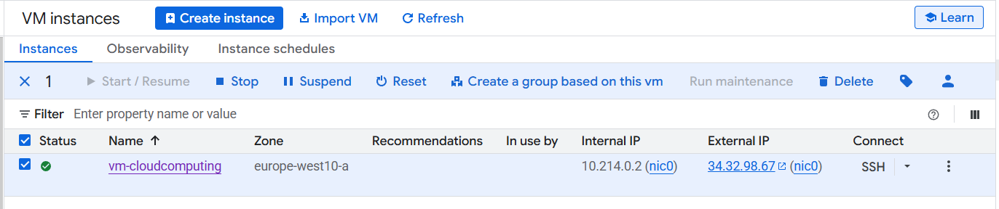 VM instances Create instance Import VM Refresh Learn
Instances Observability Instance schedules
1 Start / Resume Stop Suspend Reset Create a group based on this vm Run maintenance Delete
Filter Enter property name or value
Status Name Zone Recommendations In use by Internal IP External IP Connect
vm-cloudcomputing europe-west10-a 10.214.0.2 (nic0) 34.32.98.67 (nic0) SSH